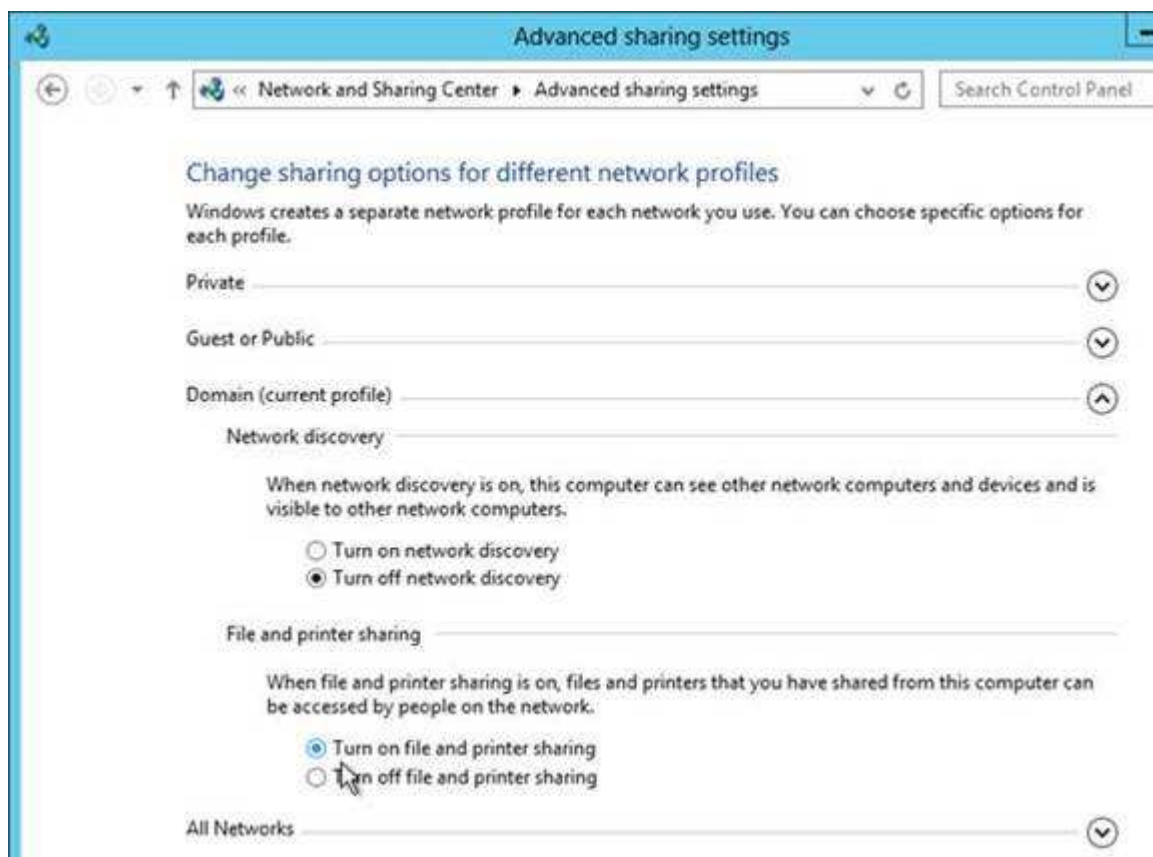 Advanced sharing settings
« Network and Sharing Center ▸ Advanced sharing settings
Search Control Panel
Change sharing options for different network profiles
Windows creates a separate network profile for each network you use. You can choose specific options for
each profile.
Private
Guest or Public
Domain (current profile)
Network discovery
When network discovery is on, this computer can see other network computers and devices and is
visible to other network computers.
Turn on network discovery
Turn off network discovery
File and printer sharing
When file and printer sharing is on, files and printers that you have shared from this computer can
be accessed by people on the network.
Turn on file and printer sharing
Turn off file and printer sharing
All Networks